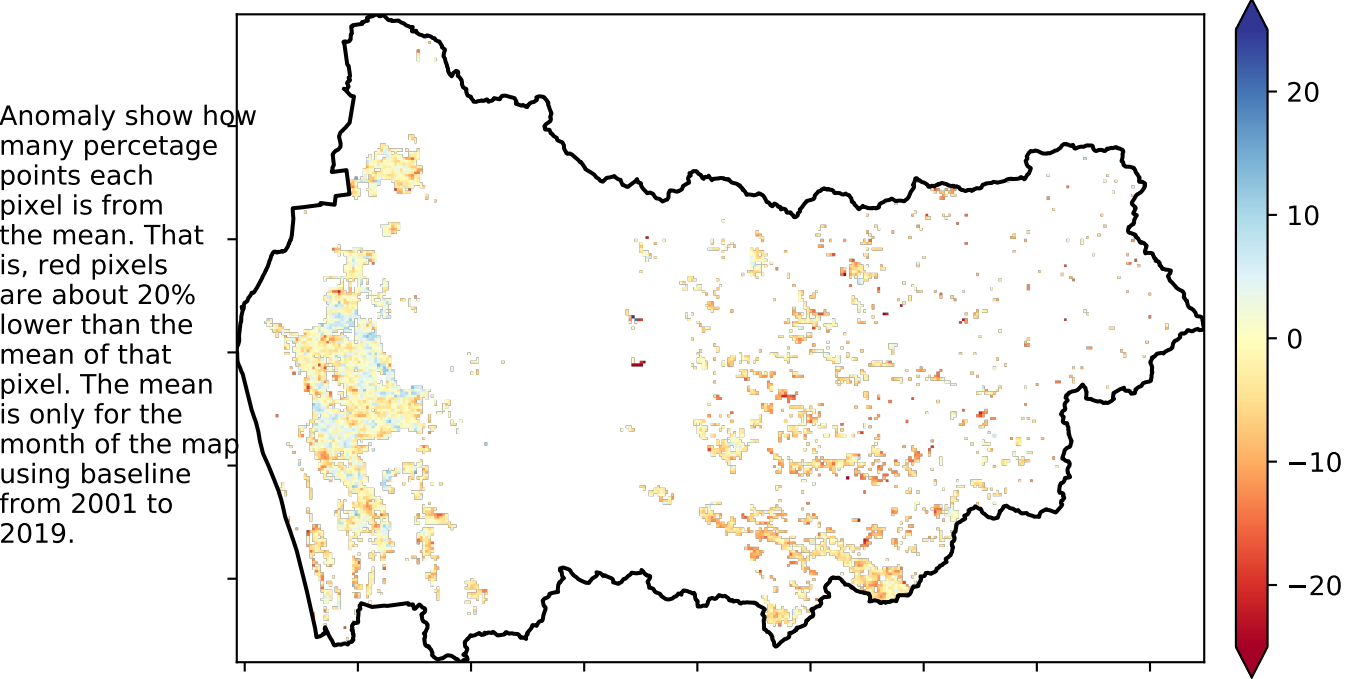 Anomaly show how
many percetage
points each
pixel is from
the mean. That
is, red pixels
are about 20%
lower than the
mean of that
pixel. The mean
is only for the
month of the map
using baseline
from 2001 to
2019.
20
10
0
−10
−20